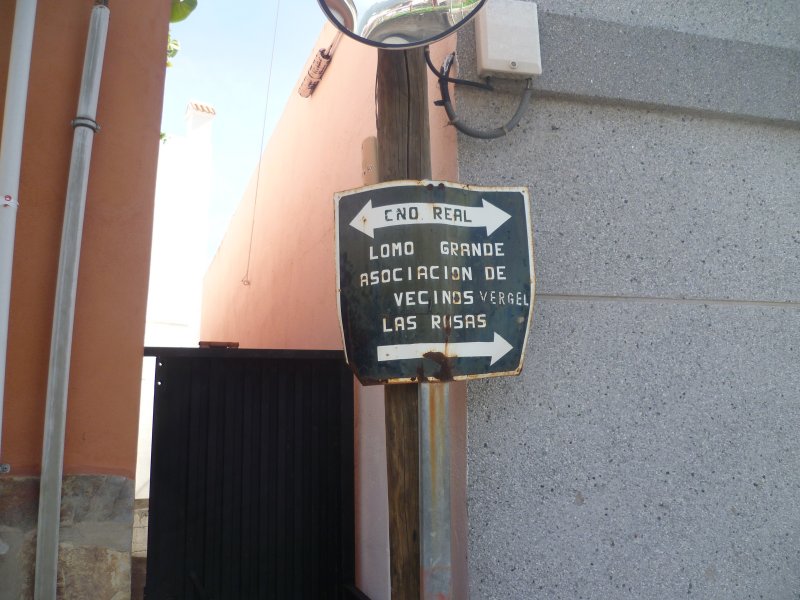 CNO. REAL
LOMO GRANDE
ASOCIACION DE
VECINOS VERGEL
LAS ROSAS